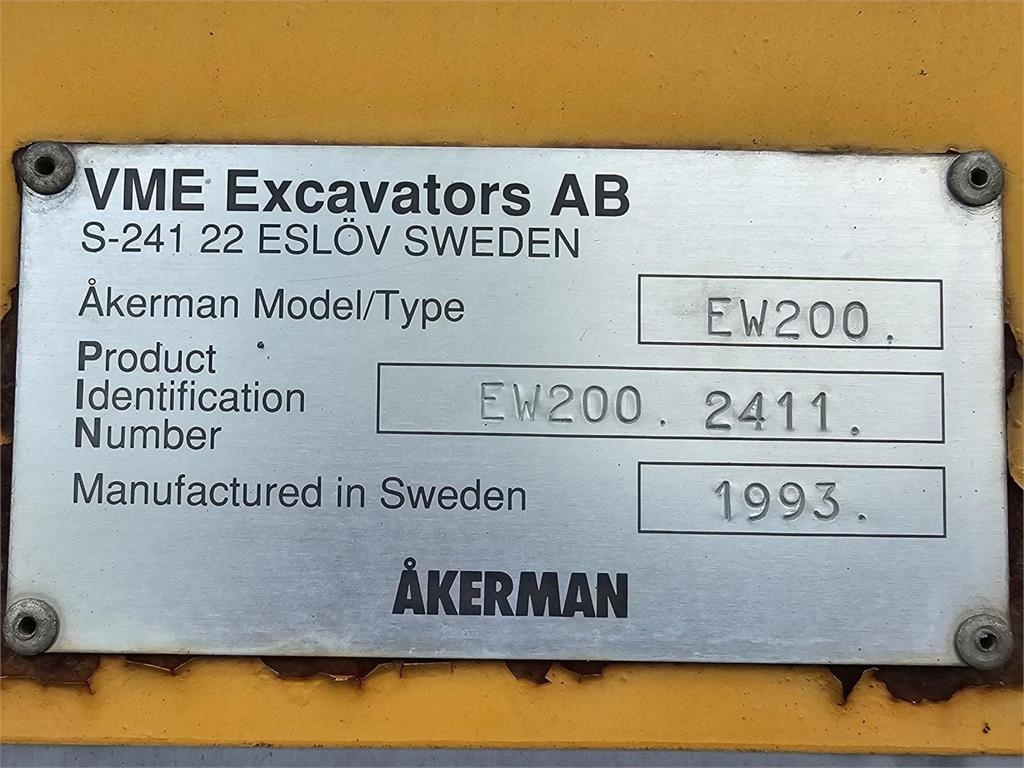 VME Excavators AB
S-241 22 ESLÖV SWEDEN
Åkerman Model/Type EW200.
Product
Identification EW200. 2411.
Number
Manufactured in Sweden 1993.
ÅKERMAN